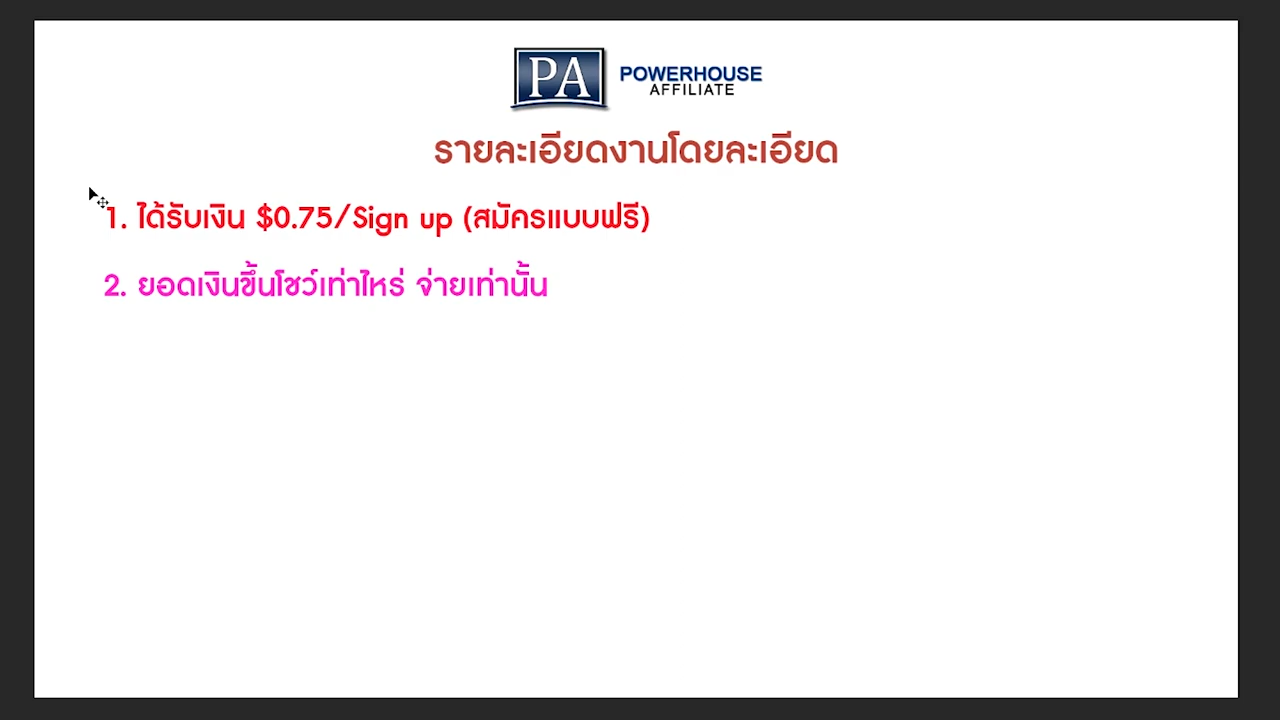 PA
POWERHOUSE
AFFILIATE
รายละเอียดงานโดยละเอียด
1. ได้รับเงิน $0.75/Sign up (สมัครแบบฟรี)
2. ยอดเงินขึ้นโชว์เท่าไหร่ จ่ายเท่านั้น